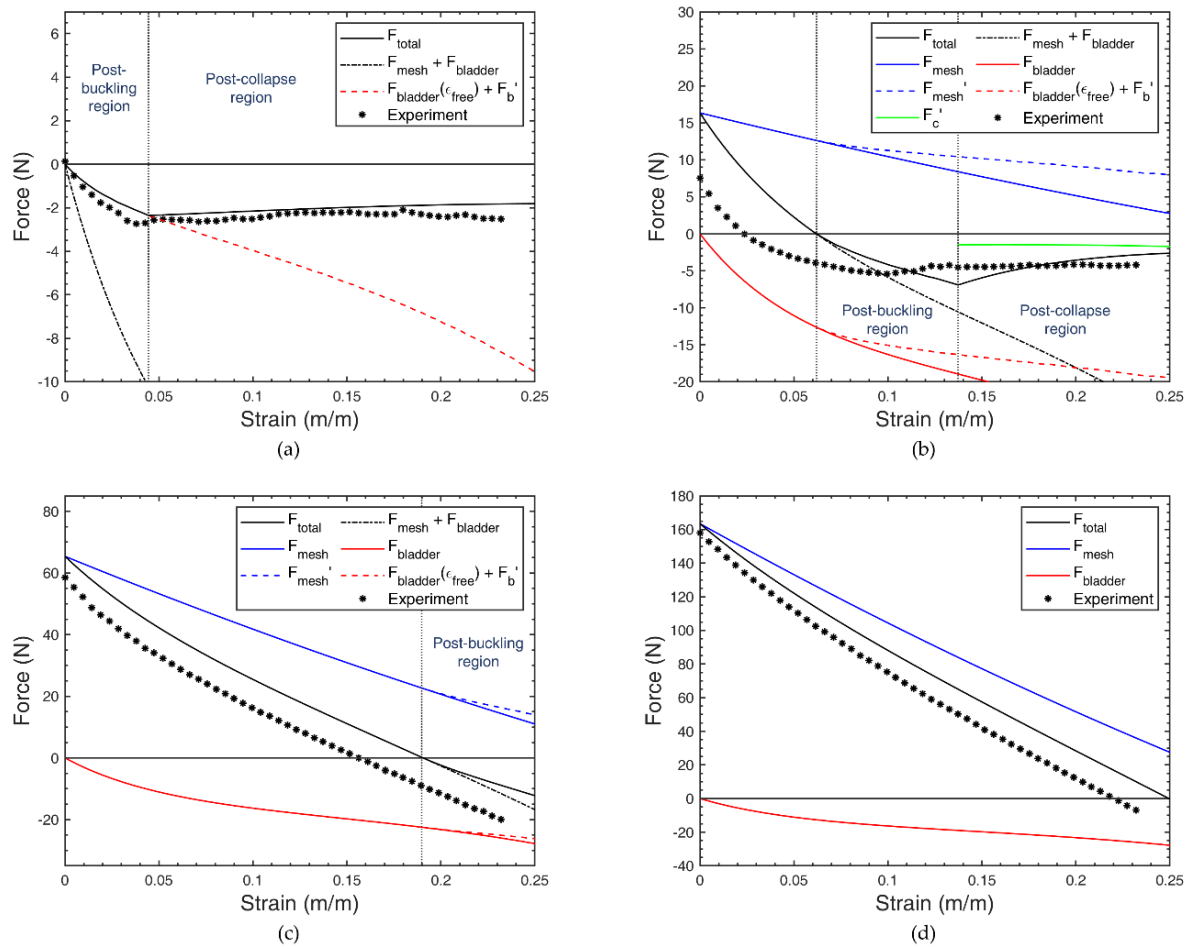 F_total
F_mesh + F_bladder
F_bladder(ϵ_free) + F_b'
Experiment
Post-
buckling
region
Post-collapse
region
6
4
2
0
-2
-4
-6
-8
-10
Force (N)
0
0.05
0.1
0.15
0.2
0.25
Strain (m/m)
(a)
F_total
F_mesh
F_mesh'
F_c'
F_mesh + F_bladder
F_bladder
F_bladder(ϵ_free) + F_b'
Experiment
Post-buckling
region
Post-collapse
region
30
25
20
15
10
5
0
-5
-10
-15
-20
Force (N)
0
0.05
0.1
0.15
0.2
0.25
Strain (m/m)
(b)
F_total
F_mesh
F_mesh'
F_mesh + F_bladder
F_bladder
F_bladder(ϵ_free) + F_b'
Experiment
Post-buckling
region
80
60
40
20
0
-20
Force (N)
0
0.05
0.1
0.15
0.2
0.25
Strain (m/m)
(c)
F_total
F_mesh
F_bladder
Experiment
180
160
140
120
100
80
60
40
20
0
-20
-40
Force (N)
0
0.05
0.1
0.15
0.2
0.25
Strain (m/m)
(d)